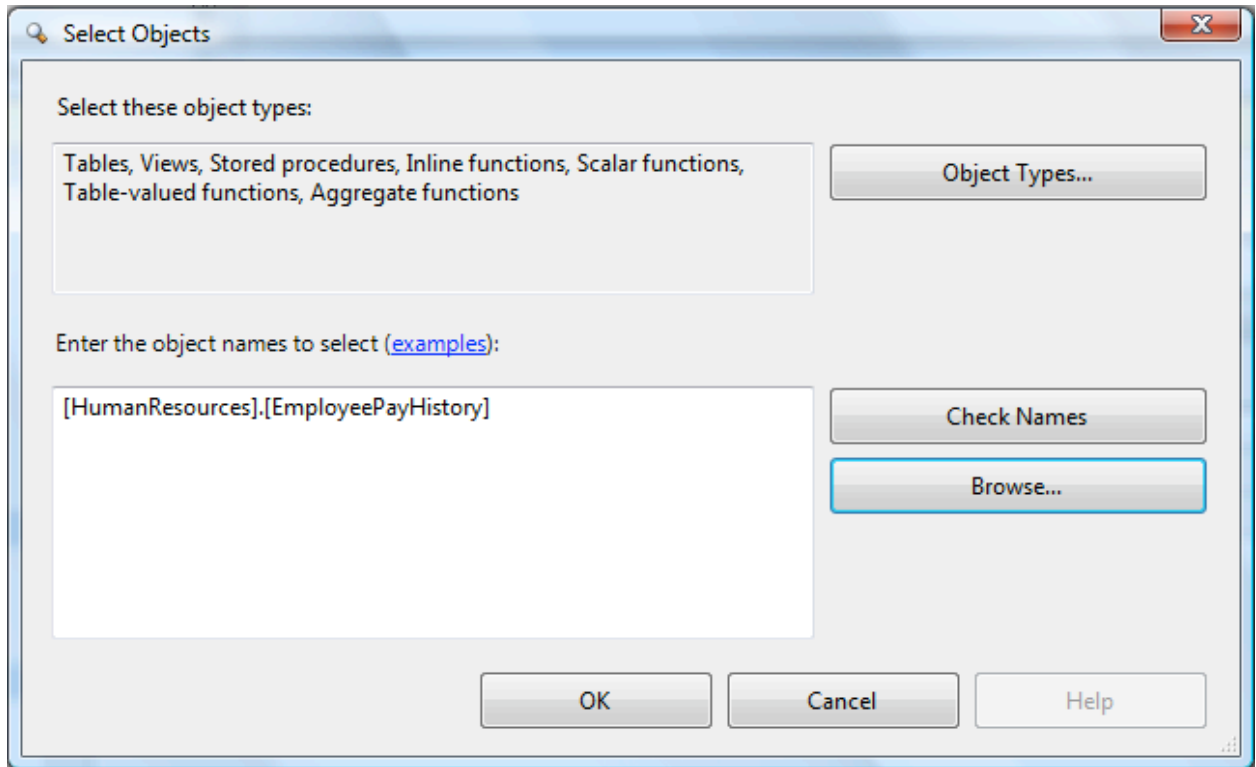 Select Objects
Select these object types:
Tables, Views, Stored procedures, Inline functions, Scalar functions,
Table-valued functions, Aggregate functions
Object Types...
Enter the object names to select (examples):
[HumanResources].[EmployeePayHistory]
Check Names
Browse...
OK
Cancel
Help